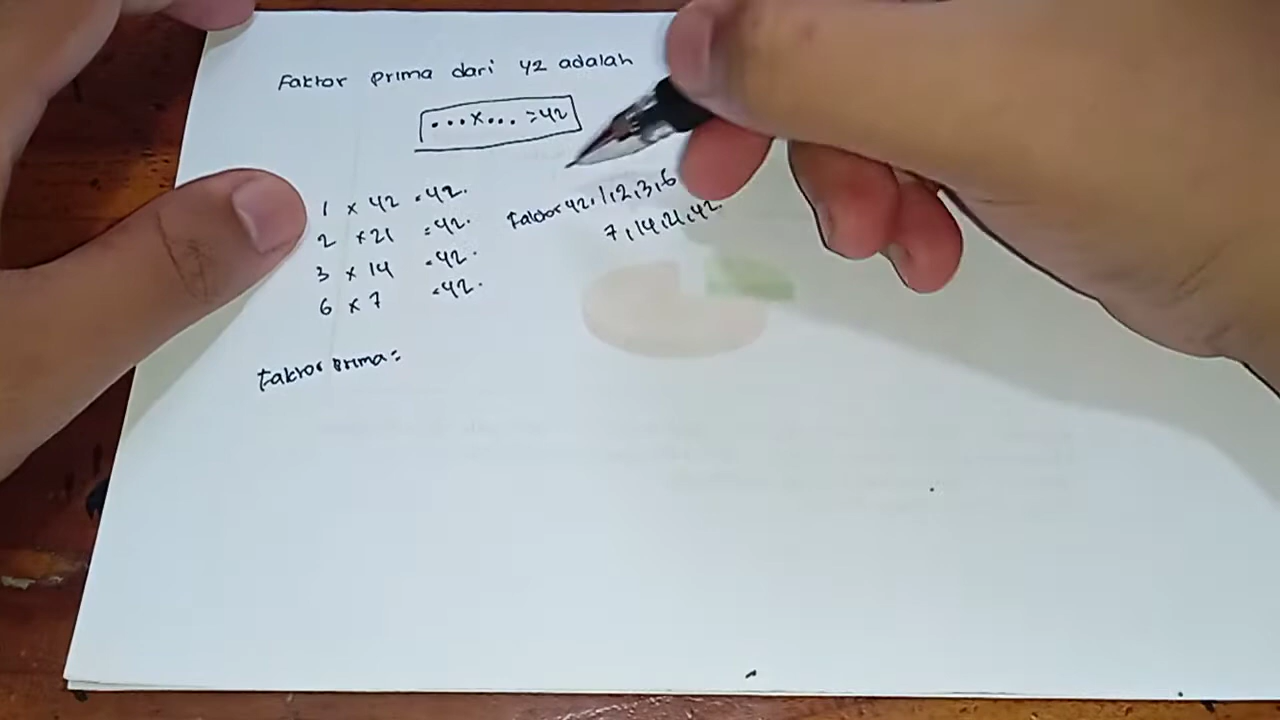 Faktor prima dari 42 adalah
...x... = 42
1 x 42 = 42.
2 x 21 = 42.
3 x 14 = 42.
6 x 7 = 42.
Faktor 42: 1, 2, 3, 6
7, 14, 21, 42.
Faktor prima: